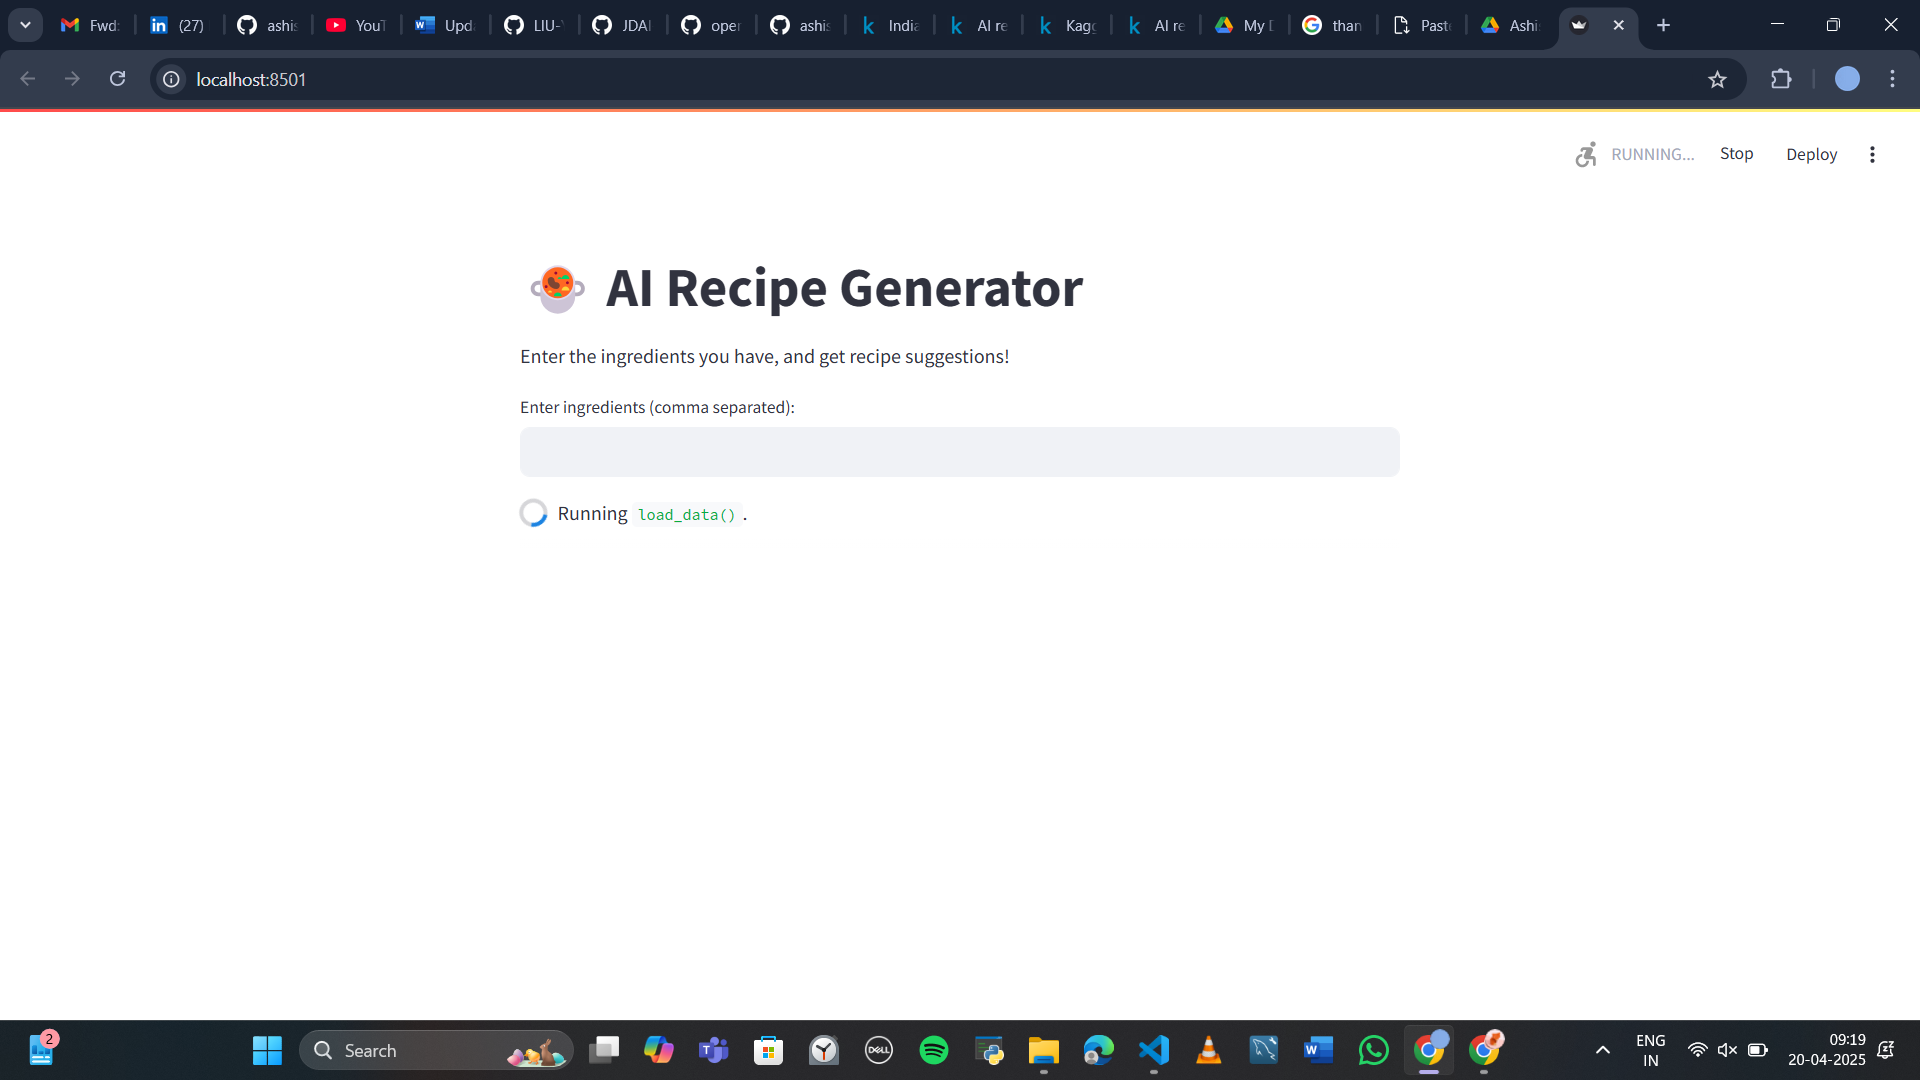 Fwd:
(27)
ashis
YouT
Upda
LIU-Y
JDAI
oper
ashis
India
AI re
Kagg
AI re
My D
than
Paste
Ashis
localhost:8501
RUNNING...
Stop
Deploy
AI Recipe Generator
Enter the ingredients you have, and get recipe suggestions!
Enter ingredients (comma separated):
Running load_data() .
2
Search
ENG
IN
09:19
20-04-2025